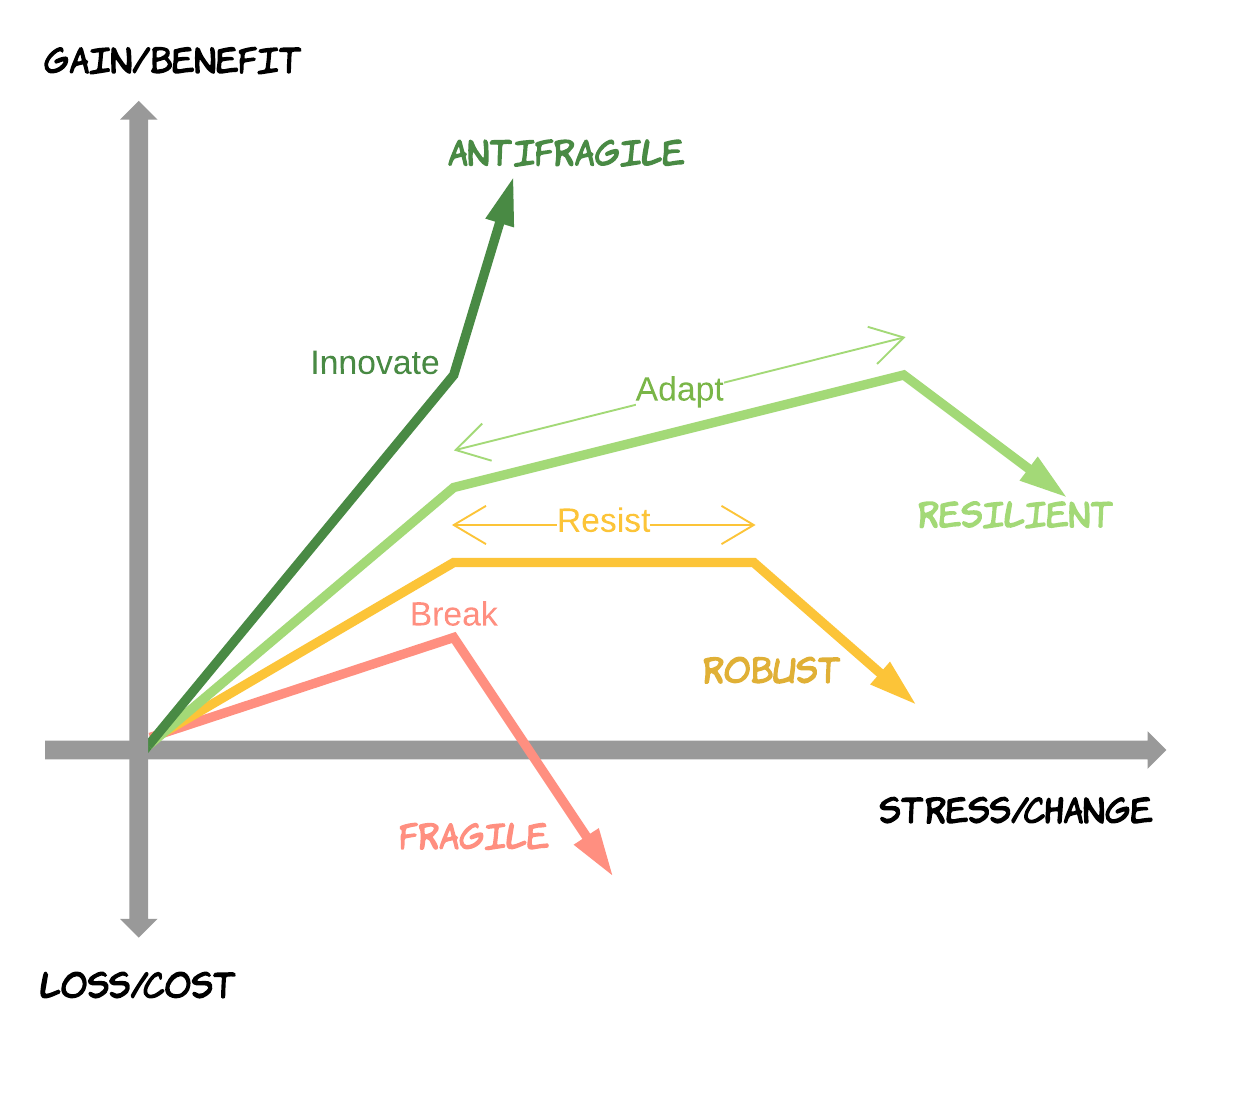 GAIN/BENEFIT
ANTIFRAGILE
Innovate
Adapt
RESILIENT
Resist
Break
ROBUST
STRESS/CHANGE
FRAGILE
LOSS/COST